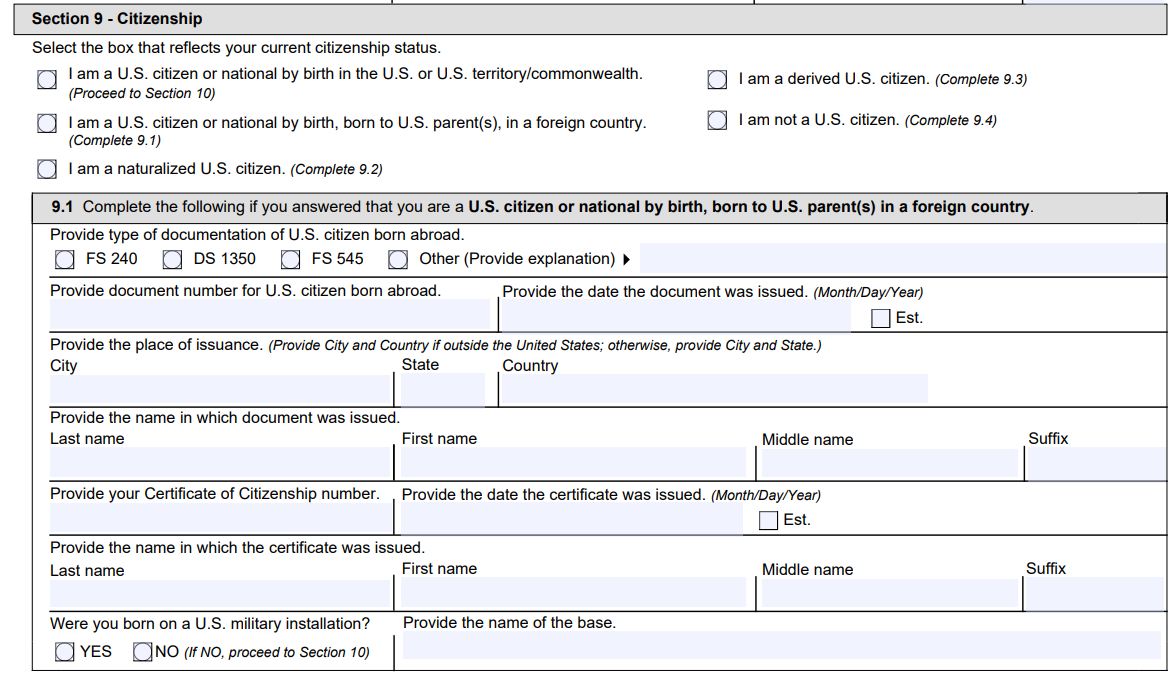 Section 9 - Citizenship
Select the box that reflects your current citizenship status.
I am a U.S. citizen or national by birth in the U.S. or U.S. territory/commonwealth.
(Proceed to Section 10)
I am a U.S. citizen or national by birth, born to U.S. parent(s), in a foreign country.
(Complete 9.1)
I am a naturalized U.S. citizen. (Complete 9.2)
I am a derived U.S. citizen. (Complete 9.3)
I am not a U.S. citizen. (Complete 9.4)
9.1 Complete the following if you answered that you are a U.S. citizen or national by birth, born to U.S. parent(s) in a foreign country.
Provide type of documentation of U.S. citizen born abroad.
FS 240 DS 1350 FS 545 Other (Provide explanation)
Provide document number for U.S. citizen born abroad. Provide the date the document was issued. (Month/Day/Year)
Est.
Provide the place of issuance. (Provide City and Country if outside the United States; otherwise, provide City and State.)
City State Country
Provide the name in which document was issued.
Last name First name Middle name Suffix
Provide your Certificate of Citizenship number. Provide the date the certificate was issued. (Month/Day/Year)
Est.
Provide the name in which the certificate was issued.
Last name First name Middle name Suffix
Were you born on a U.S. military installation? Provide the name of the base.
YES NO (If NO, proceed to Section 10)